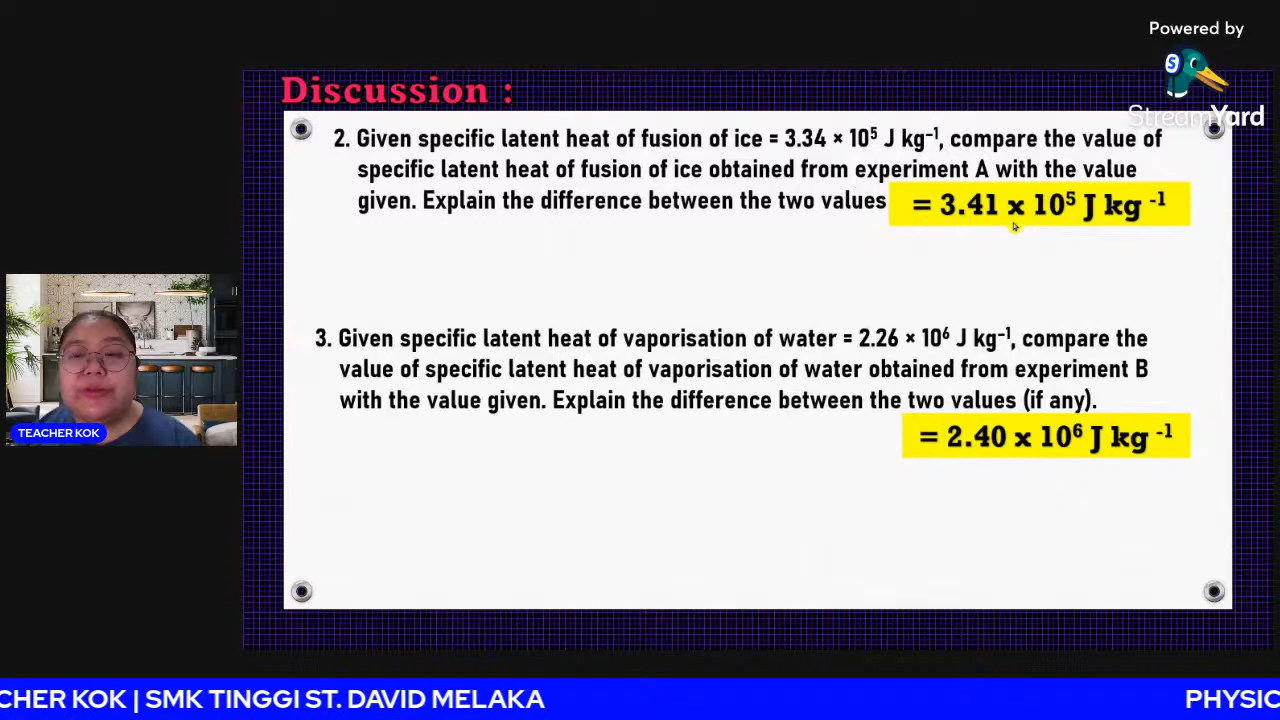 Powered by
S
StreamYard
Discussion :
2. Given specific latent heat of fusion of ice = 3.34 × 10⁵ J kg⁻¹, compare the value of
specific latent heat of fusion of ice obtained from experiment A with the value
given. Explain the difference between the two values
= 3.41 x 10⁵ J kg ⁻¹
3. Given specific latent heat of vaporisation of water = 2.26 × 10⁶ J kg⁻¹, compare the
value of specific latent heat of vaporisation of water obtained from experiment B
with the value given. Explain the difference between the two values (if any).
= 2.40 x 10⁶ J kg ⁻¹
TEACHER KOK
CHER KOK | SMK TINGGI ST. DAVID MELAKA
PHYSIC